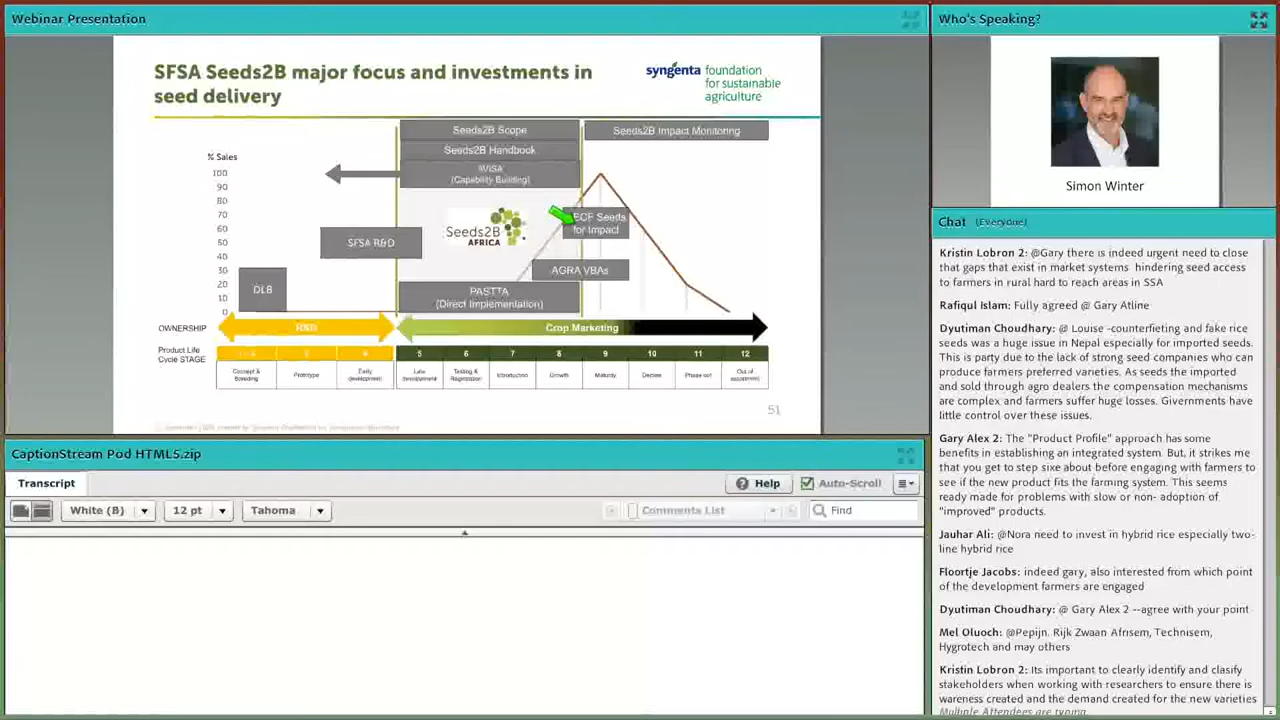 Webinar Presentation
SFSA Seeds2B major focus and investments in
seed delivery
syngenta foundation
for sustainable
agriculture
Seeds2B Scope
Seeds2B Impact Monitoring
Seeds2B Handbook
(Capability Building)
% Sales
100
90
80
70
60
50
40
30
20
10
0
SFSA R&D
DLB
Seeds2B
AFRICA
ECF Seeds
for Impact
AGRA VBAs
PASTTA
(Direct Implementation)
OWNERSHIP
R&D
Crop Marketing
Product Life
Cycle STAGE
4 5 6 7 8 9 10 11 12
Concept &
Breeding
Prototype
Early
development
Late
development
Testing &
Registration
Introduction
Growth
Maturity
Decline
Phase out
Out of
assortment
51
CaptionStream Pod HTML5.zip
Transcript
Help
Auto-Scroll
White (B)
12 pt
Tahoma
Comments List
Find
Who's Speaking?
Simon Winter
Chat (Everyone)
Kristin Lobron 2: @Gary there is indeed urgent need to close
that gaps that exist in market systems hindering seed access
to farmers in rural hard to reach areas in SSA
Rafiqul Islam: Fully agreed @ Gary Atline
Dyutiman Choudhary: @ Louise -counterfieting and fake rice
seeds was a huge issue in Nepal especially for imported seeds.
This is party due to the lack of strong seed companies who can
produce farmers preferred varieties. As seeds the imported
and sold through agro dealers the compensation mechanisms
are complex and farmers suffer huge losses. Givernments have
little control over these issues.
Gary Alex 2: The "Product Profile" approach has some
benefits in establishing an integrated system. But, it strikes me
that you get to step sixe about before engaging with farmers to
see if the new product fits the farming system. This seems
ready made for problems with slow or non- adoption of
"improved" products.
Jauhar Ali: @Nora need to invest in hybrid rice especially two-
line hybrid rice
Floortje Jacobs: indeed gary, also interested from which point
of the development farmers are engaged
Dyutiman Choudhary: @ Gary Alex 2 --agree with your point
Mel Oluoch: @Pepijn. Rijk Zwaan Afrisem, Technisem,
Hygrotech and may others
Kristin Lobron 2: Its important to clearly identify and clasify
stakeholders when working with researchers to ensure there is
wareness created and the demand created for the new varieties
Multiple Attendees are typing